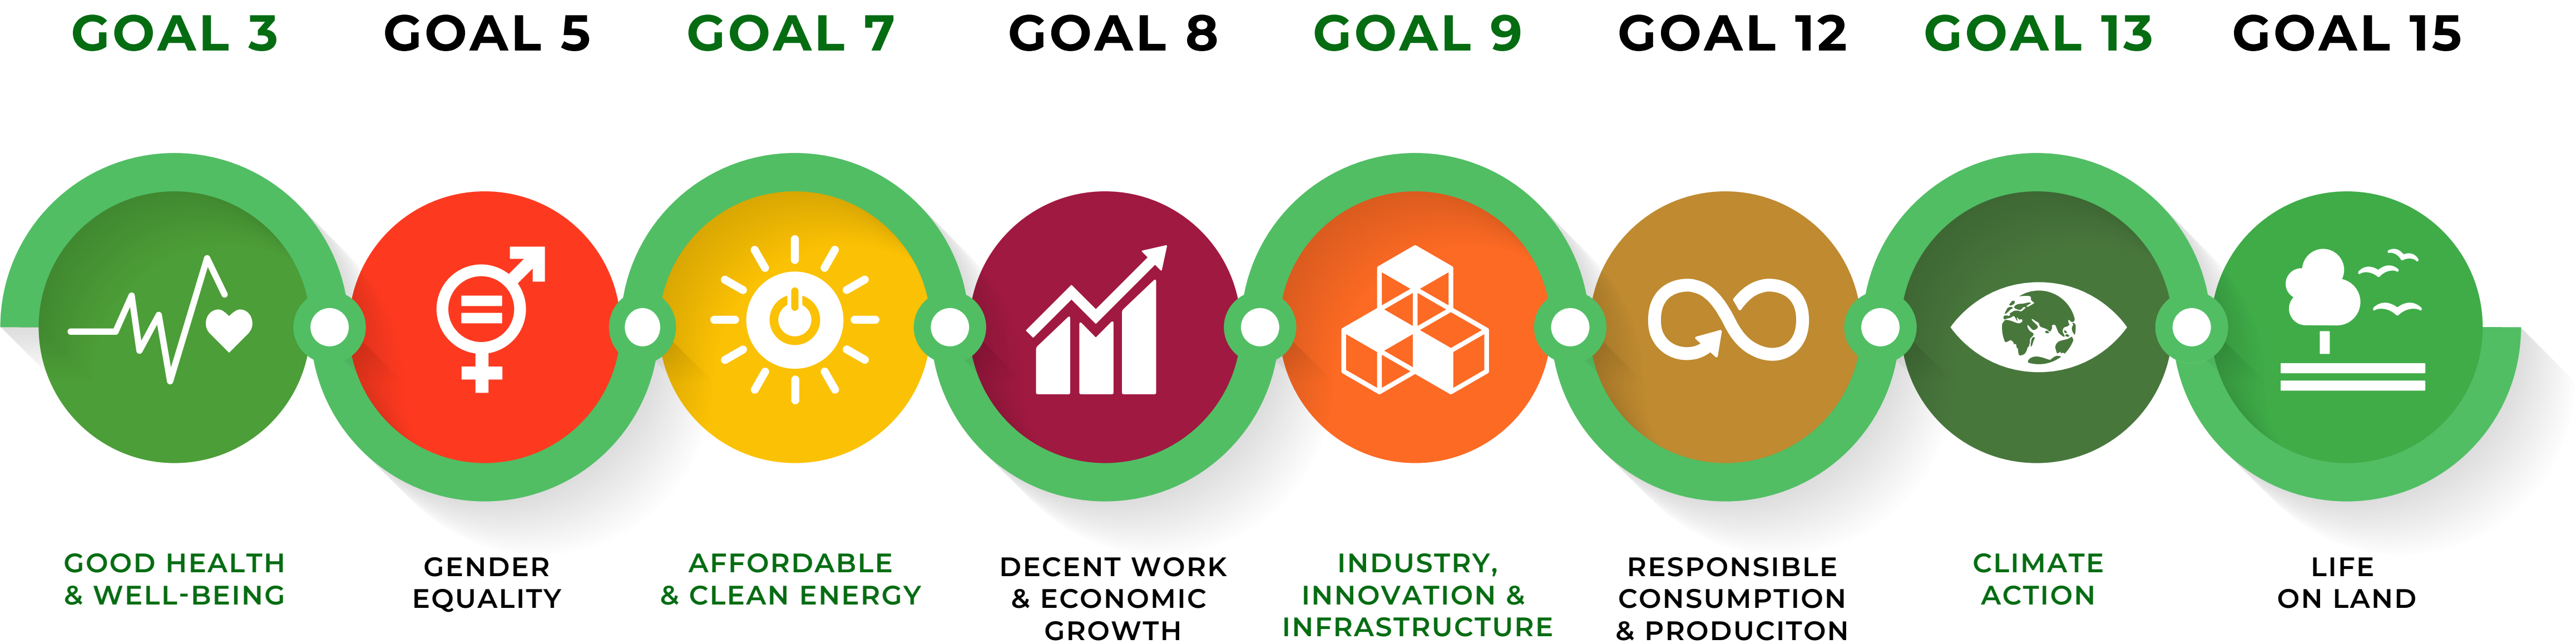 GOAL 3
GOAL 5
GOAL 7
GOAL 8
GOAL 9
GOAL 12
GOAL 13
GOAL 15
GOOD HEALTH
& WELL-BEING
GENDER
EQUALITY
AFFORDABLE
& CLEAN ENERGY
DECENT WORK
& ECONOMIC
GROWTH
INDUSTRY,
INNOVATION &
INFRASTRUCTURE
RESPONSIBLE
CONSUMPTION
& PRODUCITON
CLIMATE
ACTION
LIFE
ON LAND